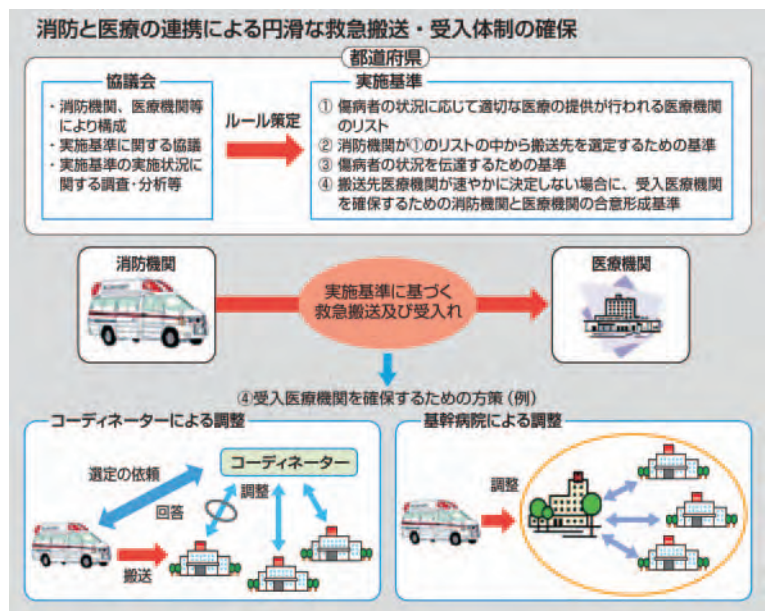 消防と医療の連携による円滑な救急搬送・受入体制の確保
都道府県
協議会
・消防機関、医療機関等
により構成
・実施基準に関する協議
・実施基準の実施状況に
関する調査・分析等
ルール策定
実施基準
① 傷病者の状況に応じて適切な医療の提供が行われる医療機関
のリスト
② 消防機関が①のリストの中から搬送先を選定するための基準
③ 傷病者の状況を伝達するための基準
④ 搬送先医療機関が速やかに決定しない場合に、受入医療機関
を確保するための消防機関と医療機関の合意形成基準
消防機関
実施基準に基づく
救急搬送及び受入れ
医療機関
④受入医療機関を確保するための方策（例）
コーディネーターによる調整
コーディネーター
選定の依頼
回答
調整
搬送
基幹病院による調整
調整